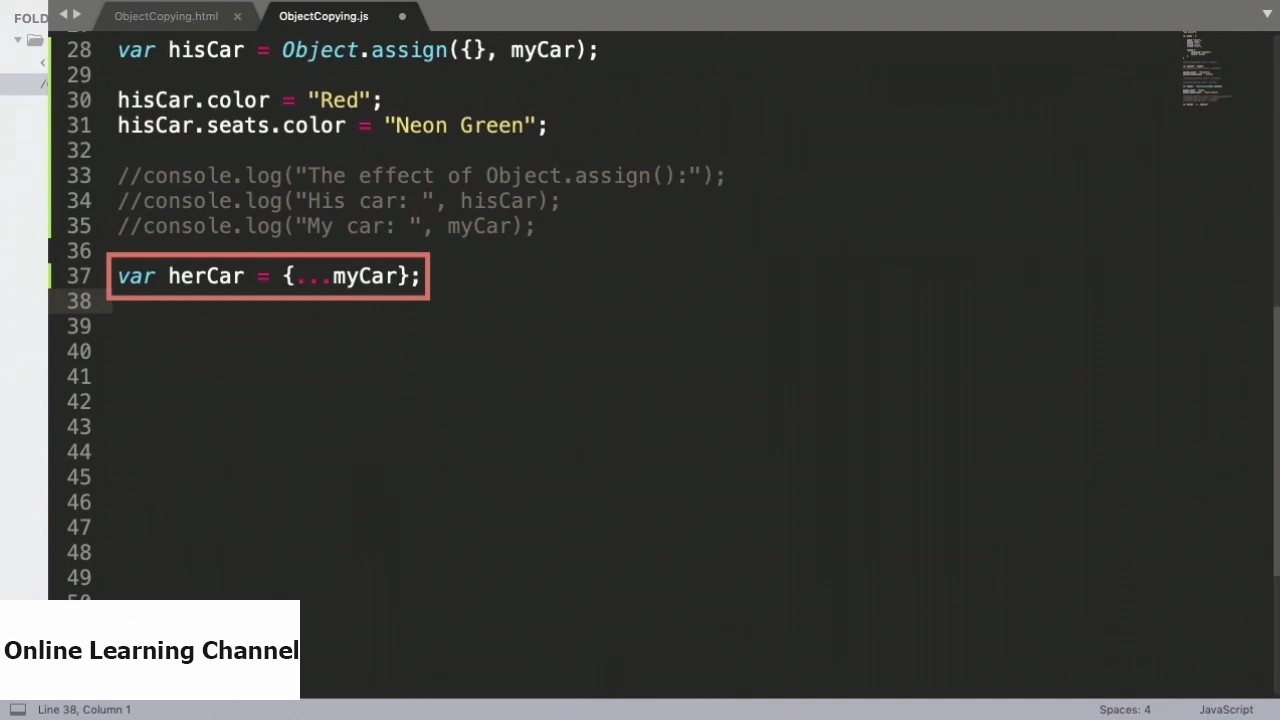 FOLD
ObjectCopying.html
ObjectCopying.js
28 var hisCar = Object.assign({}, myCar);
29
30 hisCar.color = "Red";
31 hisCar.seats.color = "Neon Green";
32
33 //console.log("The effect of Object.assign():");
34 //console.log("His car: ", hisCar);
35 //console.log("My car: ", myCar);
36
37 var herCar = {...myCar};
38
39
40
41
42
43
44
45
46
47
48
49
Online Learning Channel
Line 38, Column 1
Spaces: 4
JavaScript